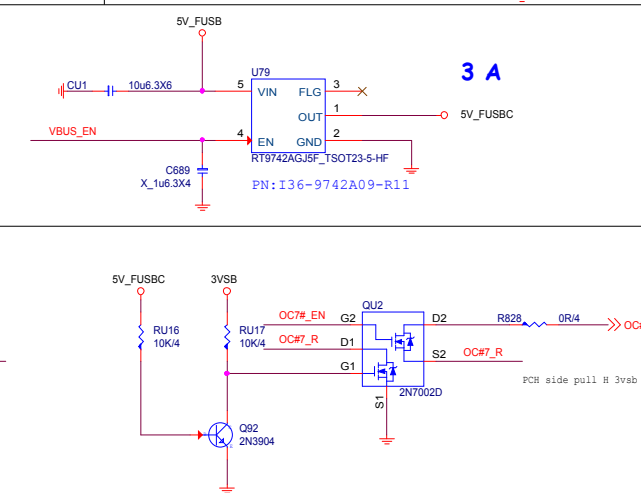 5V_FUSB
3 A
CU1 10u6.3X6
U79
5 VIN FLG 3
OUT 1 5V_FUSBC
VBUS_EN 4 EN GND 2
RT9742AGJ5F_TSOT23-5-HF
C689
X_1u6.3X4
PN:I36-9742A09-R11
5V_FUSBC 3VSB
QU2
OC7#_EN G2 D2 R828 0R/4 OC#
RU16
10K/4
RU17
10K/4
OC#7_R D1
S2 OC#7_R
G1
PCH side pull H 3vsb
2N7002D
S1
Q92
2N3904